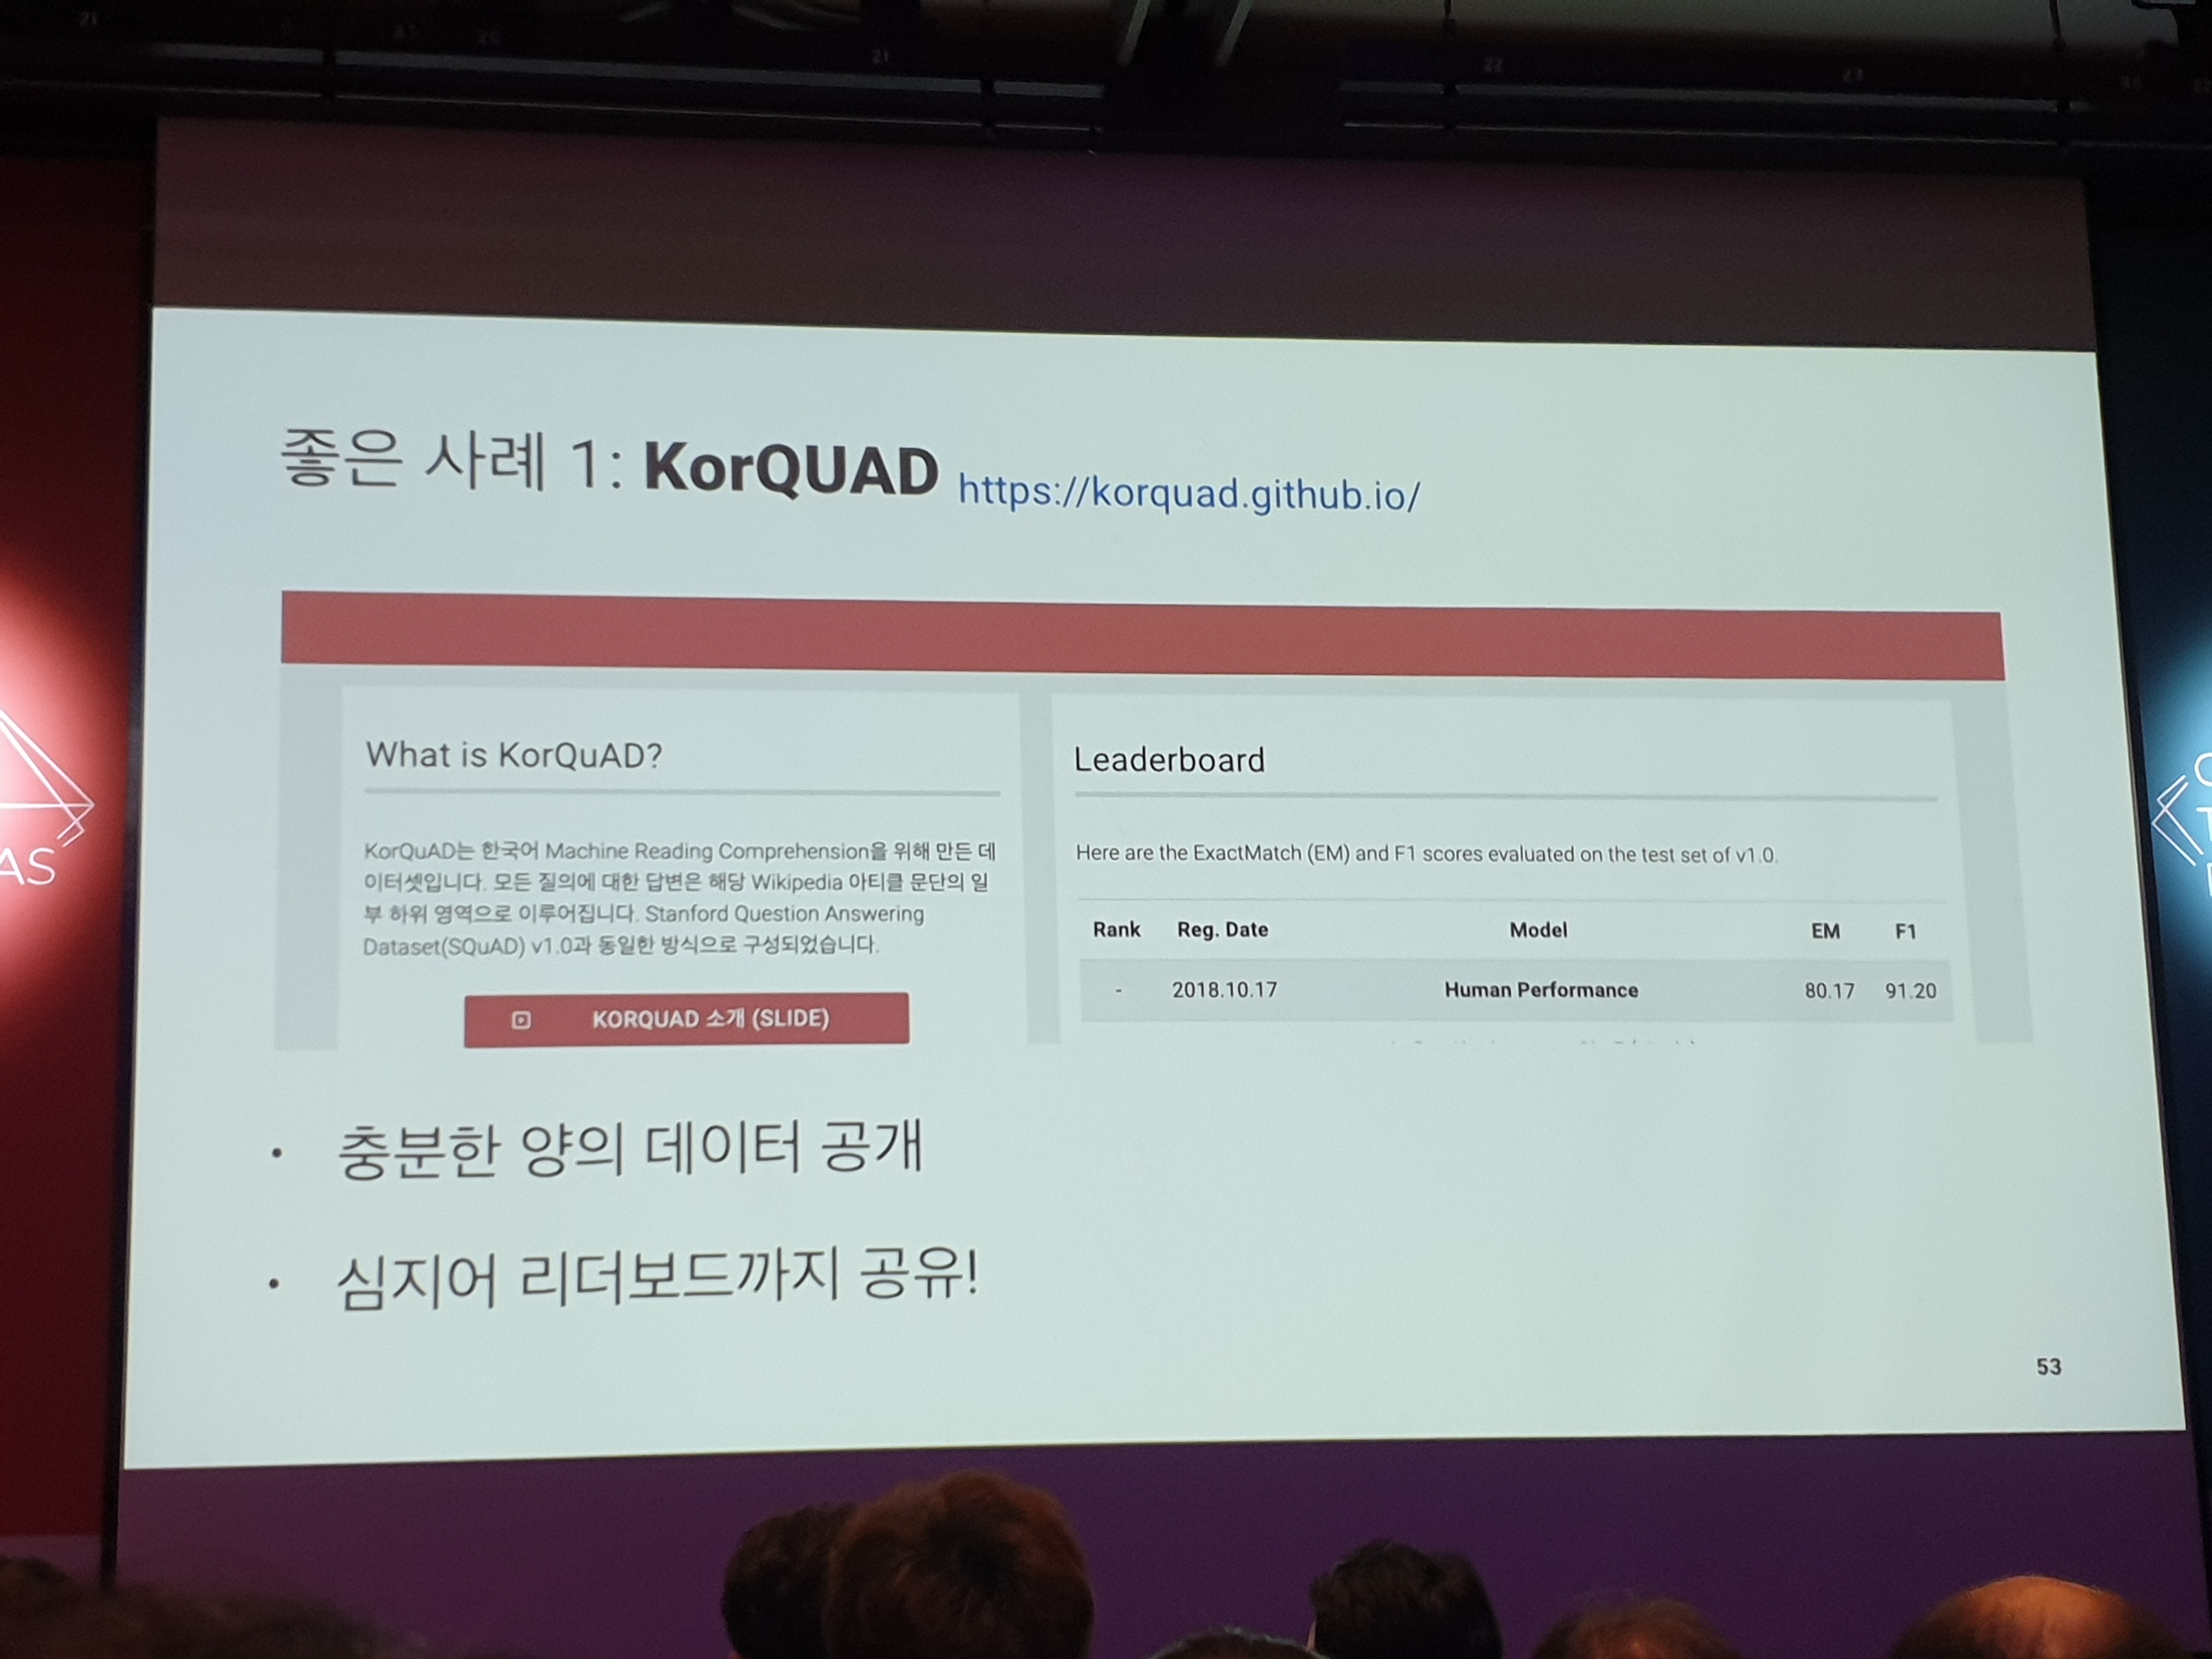 21
22
23
좋은 사례 1: KorQUAD https://korquad.github.io/
What is KorQuAD?
KorQuAD는 한국어 Machine Reading Comprehension을 위해 만든 데
이터셋입니다. 모든 질의에 대한 답변은 해당 Wikipedia 아티클 문단의 일
부 하위 영역으로 이루어집니다. Stanford Question Answering
Dataset(SQuAD) v1.0과 동일한 방식으로 구성되었습니다.
KORQUAD 소개 (SLIDE)
Leaderboard
Here are the ExactMatch (EM) and F1 scores evaluated on the test set of v1.0.
Rank Reg. Date Model EM F1
- 2018.10.17 Human Performance 80.17 91.20
• 충분한 양의 데이터 공개
• 심지어 리더보드까지 공유!
53
AS